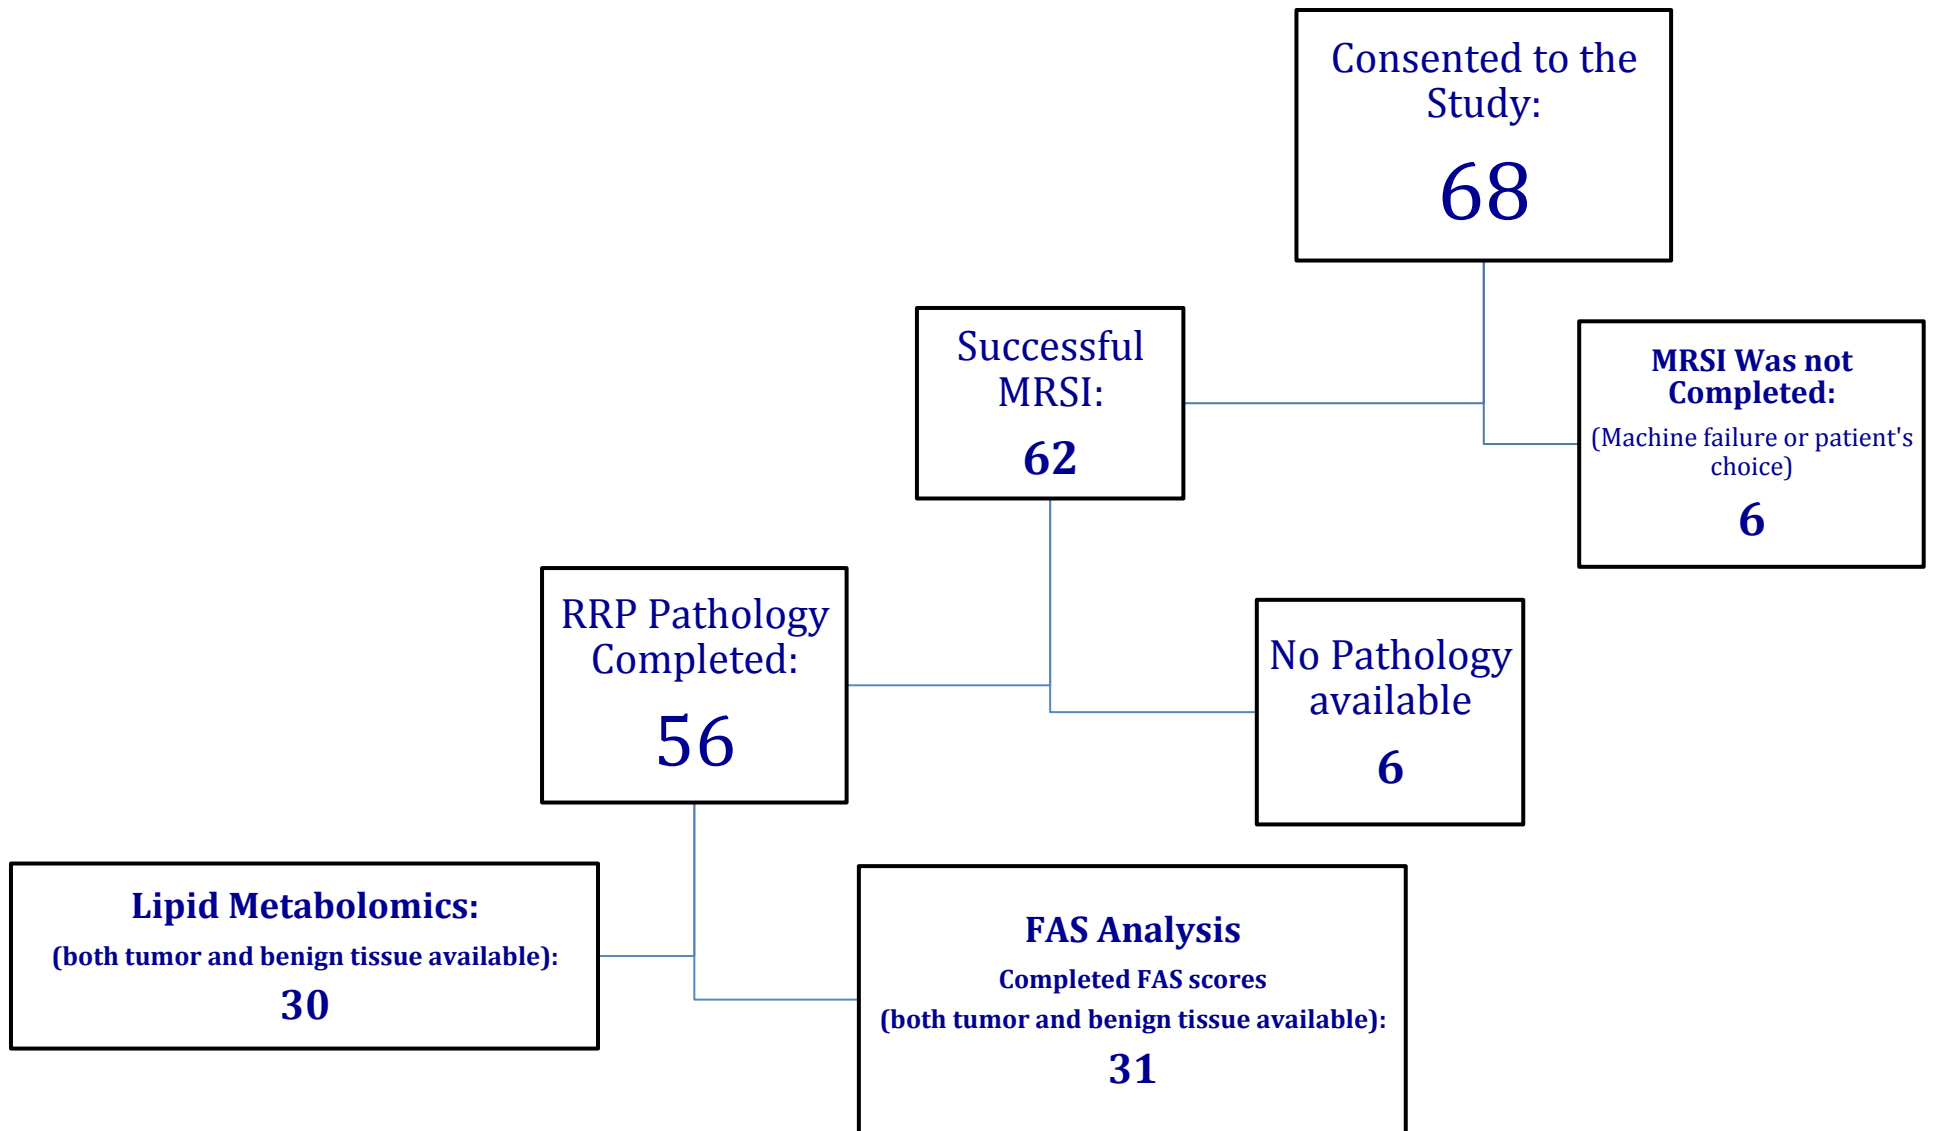 Consented to the
Study:
68
Successful
MRSI:
62
MRSI Was not
Completed:
(Machine failure or patient's
choice)
6
RRP Pathology
Completed:
56
No Pathology
available
6
Lipid Metabolomics:
(both tumor and benign tissue available):
30
FAS Analysis
Completed FAS scores
(both tumor and benign tissue available):
31